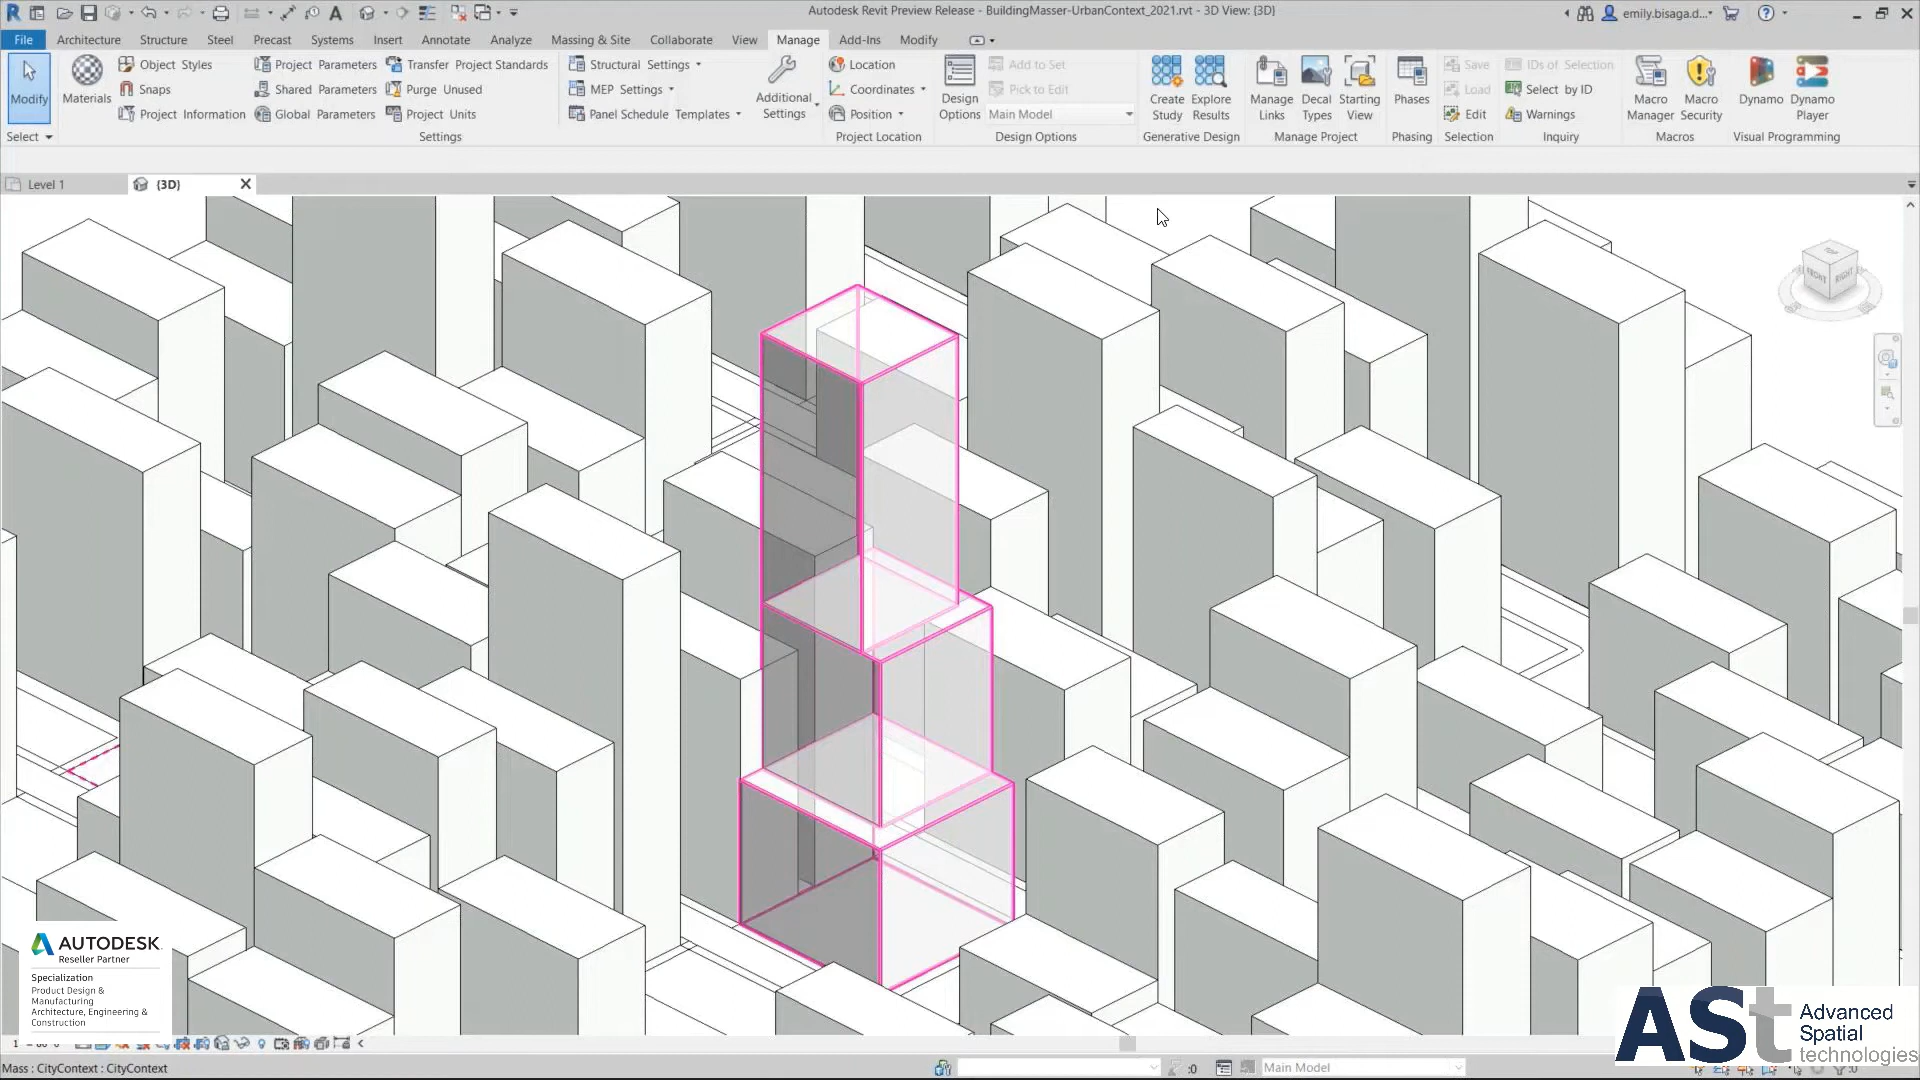 Autodesk Revit Preview Release - BuildingMasser-UrbanContext_2021.rvt - 3D View: {3D}
emily.bisaga.d...
File Architecture Structure Steel Precast Systems Insert Annotate Analyze Massing & Site Collaborate View Manage Add-Ins Modify
Modify
Select
Materials
Object Styles
Snaps
Project Information
Project Parameters
Shared Parameters
Global Parameters
Transfer Project Standards
Purge Unused
Project Units
Settings
Structural Settings
MEP Settings
Panel Schedule Templates
Additional
Settings
Location
Coordinates
Position
Project Location
Design
Options
Add to Set
Pick to Edit
Main Model
Design Options
Create
Study
Explore
Results
Generative Design
Manage
Links
Decal
Types
Starting
View
Manage Project
Phases
Phasing
Save
Load
Edit
Selection
IDs of Selection
Select by ID
Warnings
Inquiry
Macro
Manager
Macro
Security
Macros
Dynamo
Dynamo
Player
Visual Programming
Level 1
{3D}
TOP
FRONT
RIGHT
AUTODESK.
Reseller Partner
Specialization
Product Design &
Manufacturing
Architecture, Engineering &
Construction
ASt
Advanced
Spatial
technologies
Mass : CityContext : CityContext
:0
Main Model